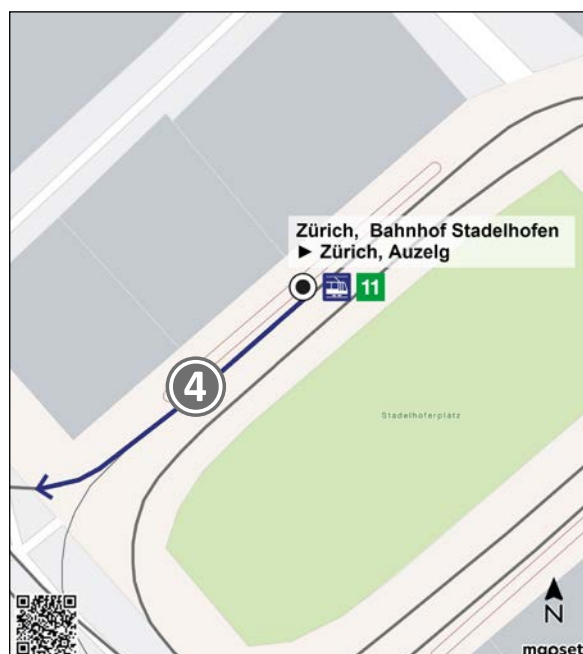 Zürich, Bahnhof Stadelhofen
► Zürich, Auzelg
11
4
Stadelhoferplatz
N
mgoset